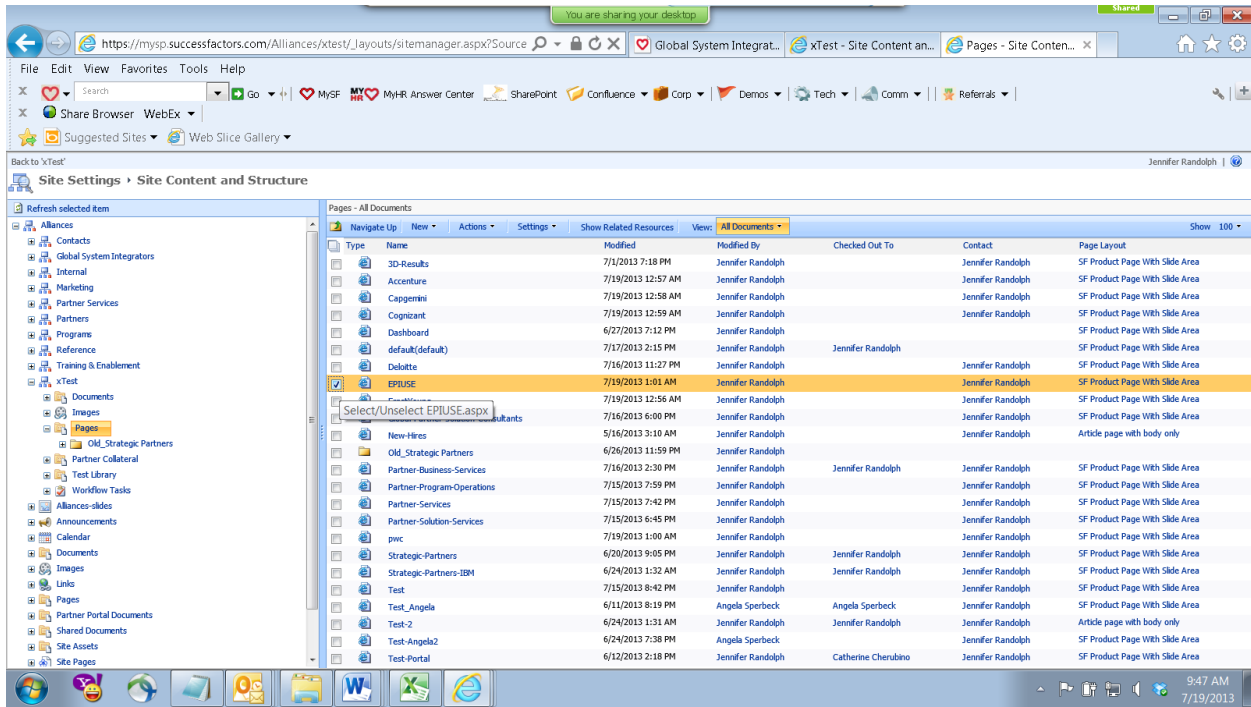 You are sharing your desktop
Shared
https://mysp.successfactors.com/Alliances/xtest/_layouts/sitemanager.aspx?Source
Global System Integrat...
xTest - Site Content an...
Pages - Site Conten...
File Edit View Favorites Tools Help
x Search Go MySF MYHR MyHR Answer Center SharePoint Confluence Corp Demos Tech Comm Referrals
x Share Browser WebEx
Suggested Sites Web Slice Gallery
Back to 'xTest' Jennifer Randolph
Site Settings Site Content and Structure
Refresh selected item
Alliances
Contacts
Global System Integrators
Internal
Marketing
Partner Services
Partners
Programs
Reference
Training & Enablement
xTest
Documents
Images
Pages
Old_Strategic Partners
Partner Collateral
Test Library
Workflow Tasks
Alliances-slides
Announcements
Calendar
Documents
Images
Links
Pages
Partner Portal Documents
Shared Documents
Site Assets
Site Pages
Pages - All Documents
Navigate Up New Actions Settings Show Related Resources View: All Documents Show 100
Type Name Modified Modified By Checked Out To Contact Page Layout
3D-Results 7/1/2013 7:18 PM Jennifer Randolph Jennifer Randolph SF Product Page With Slide Area
Accenture 7/19/2013 12:57 AM Jennifer Randolph Jennifer Randolph SF Product Page With Slide Area
Capgemini 7/19/2013 12:58 AM Jennifer Randolph Jennifer Randolph SF Product Page With Slide Area
Cognizant 7/19/2013 12:59 AM Jennifer Randolph Jennifer Randolph SF Product Page With Slide Area
Dashboard 6/27/2013 7:12 PM Jennifer Randolph SF Product Page With Slide Area
default(default) 7/17/2013 2:15 PM Jennifer Randolph Jennifer Randolph SF Product Page With Slide Area
Deloitte 7/16/2013 11:27 PM Jennifer Randolph Jennifer Randolph SF Product Page With Slide Area
EPIUSE 7/19/2013 1:01 AM Jennifer Randolph Jennifer Randolph SF Product Page With Slide Area
7/19/2013 12:56 AM Jennifer Randolph Jennifer Randolph SF Product Page With Slide Area
Select/Unselect EPIUSE.aspx
7/16/2013 6:00 PM Jennifer Randolph Jennifer Randolph SF Product Page With Slide Area
New-Hires 5/16/2013 3:10 AM Jennifer Randolph Jennifer Randolph Article page with body only
Old_Strategic Partners 6/26/2013 11:59 PM Jennifer Randolph
Partner-Business-Services 7/16/2013 2:30 PM Jennifer Randolph Jennifer Randolph Jennifer Randolph SF Product Page With Slide Area
Partner-Program-Operations 7/15/2013 7:59 PM Jennifer Randolph Jennifer Randolph SF Product Page With Slide Area
Partner-Services 7/15/2013 7:42 PM Jennifer Randolph Jennifer Randolph SF Product Page With Slide Area
Partner-Solution-Services 7/15/2013 6:45 PM Jennifer Randolph Jennifer Randolph SF Product Page With Slide Area
pwc 7/19/2013 1:00 AM Jennifer Randolph Jennifer Randolph SF Product Page With Slide Area
Strategic-Partners 6/20/2013 9:05 PM Jennifer Randolph Jennifer Randolph Jennifer Randolph SF Product Page With Slide Area
Strategic-Partners-IBM 6/24/2013 1:32 AM Jennifer Randolph Jennifer Randolph Jennifer Randolph SF Product Page With Slide Area
Test 7/15/2013 8:42 PM Jennifer Randolph Jennifer Randolph SF Product Page With Slide Area
Test_Angela 6/11/2013 8:19 PM Angela Sperbeck Angela Sperbeck Jennifer Randolph SF Product Page With Slide Area
Test-2 6/24/2013 1:31 AM Jennifer Randolph Jennifer Randolph Jennifer Randolph Article page with body only
Test-Angela2 6/24/2013 7:38 PM Angela Sperbeck Jennifer Randolph SF Product Page With Slide Area
Test-Portal 6/12/2013 2:18 PM Jennifer Randolph Catherine Cherubino Jennifer Randolph SF Product Page With Slide Area
9:47 AM
7/19/2013